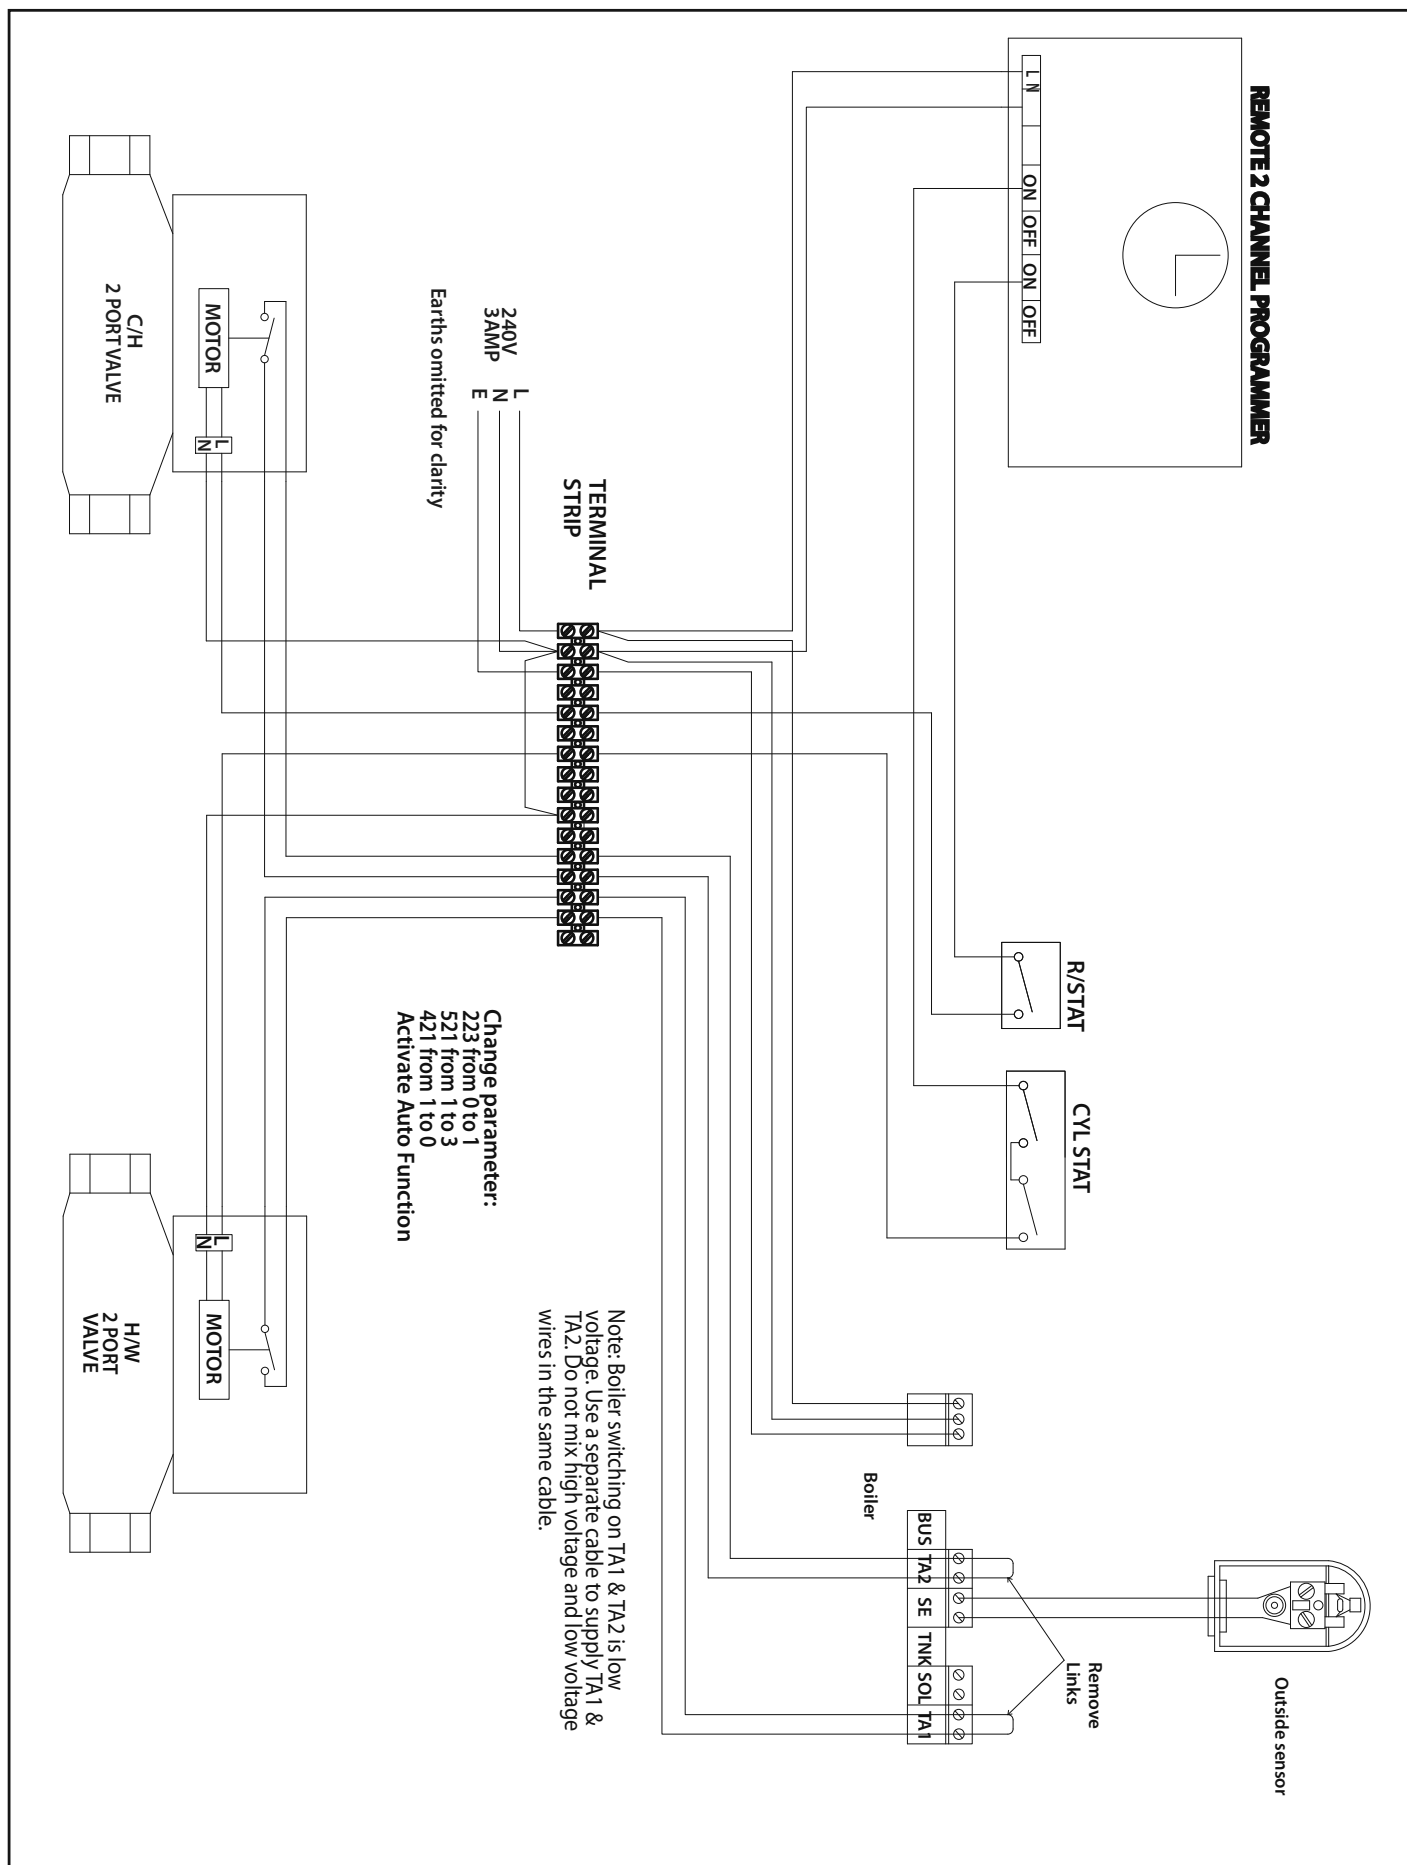 REMOTE 2 CHANNEL PROGRAMMER
L N
ON
OFF
ON
OFF
R/STAT
CYL STAT
Outside sensor
Remove
Links
Boiler
BUS
TA2
SE
TNK
SOL
TA1
TERMINAL
STRIP
240V
3AMP
L
N
E
Earths omitted for clarity
Note: Boiler switching on TA1 & TA2 is low
voltage. Use a separate cable to supply TA1 &
TA2. Do not mix high voltage and low voltage
wires in the same cable.
Change parameter:
223 from 0 to 1
521 from 1 to 3
421 from 1 to 0
Activate Auto Function
MOTOR
L
N
C/H
2 PORT VALVE
L
N
MOTOR
H/W
2 PORT
VALVE